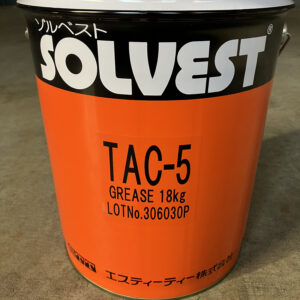 ソルベスト
SOLVEST®
TAC-5
GREASE 18kg
LOTNo.306030P
エスティーティー株式会社